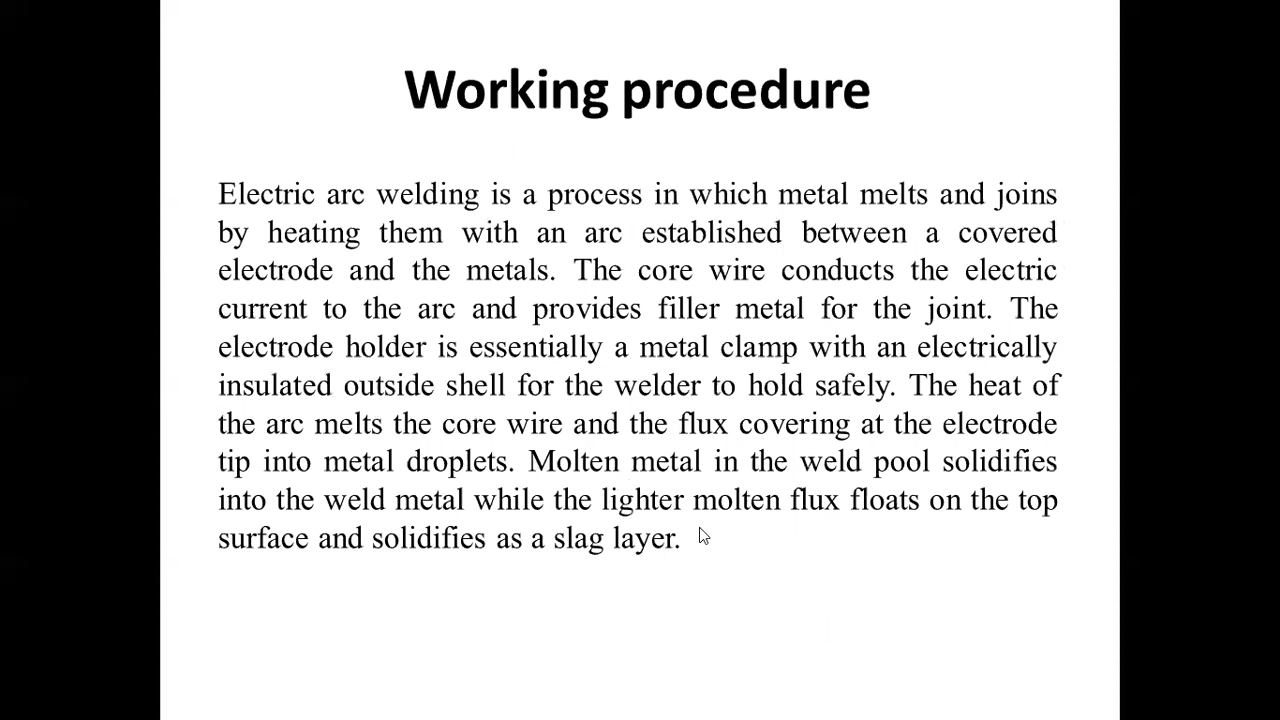 Working procedure
Electric arc welding is a process in which metal melts and joins
by heating them with an arc established between a covered
electrode and the metals. The core wire conducts the electric
current to the arc and provides filler metal for the joint. The
electrode holder is essentially a metal clamp with an electrically
insulated outside shell for the welder to hold safely. The heat of
the arc melts the core wire and the flux covering at the electrode
tip into metal droplets. Molten metal in the weld pool solidifies
into the weld metal while the lighter molten flux floats on the top
surface and solidifies as a slag layer.